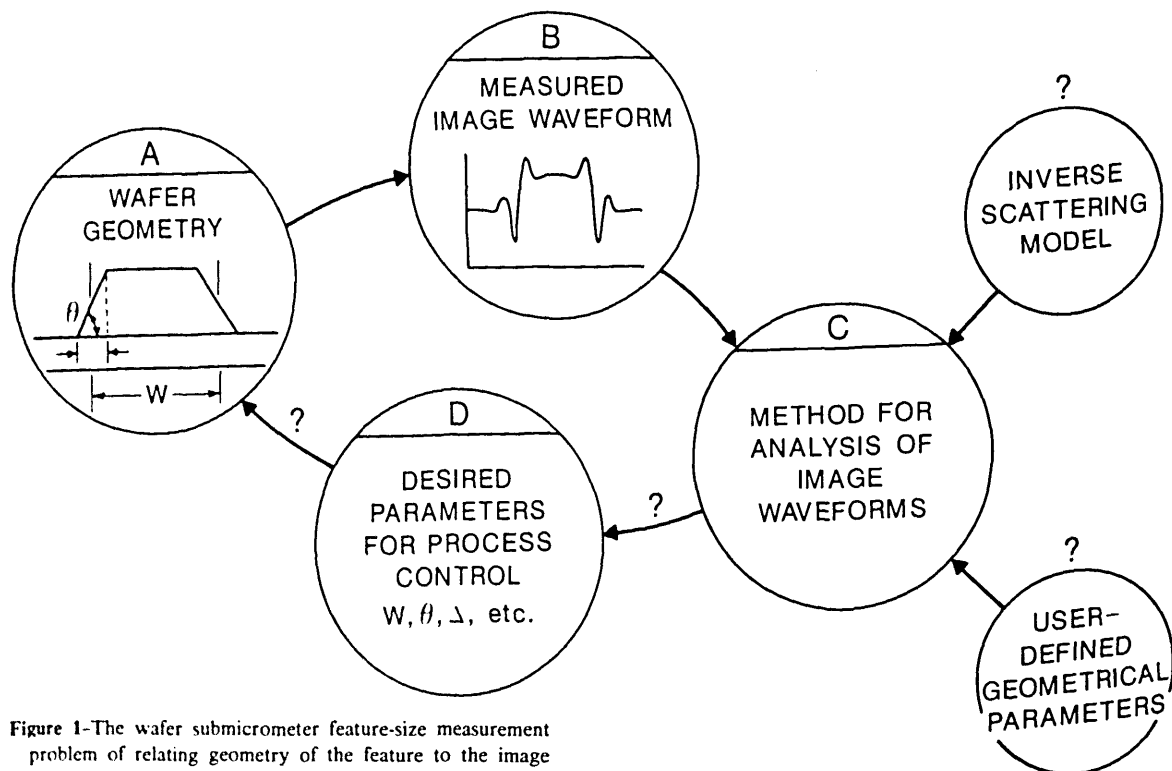 A
WAFER
GEOMETRY
θ
W
B
MEASURED
IMAGE WAVEFORM
?
INVERSE
SCATTERING
MODEL
C
METHOD FOR
ANALYSIS OF
IMAGE
WAVEFORMS
?
USER-
DEFINED
GEOMETRICAL
PARAMETERS
?
D
DESIRED
PARAMETERS
FOR PROCESS
CONTROL
W, θ, etc.
?
Figure 1-The wafer submicrometer feature-size measurement
problem of relating geometry of the feature to the image